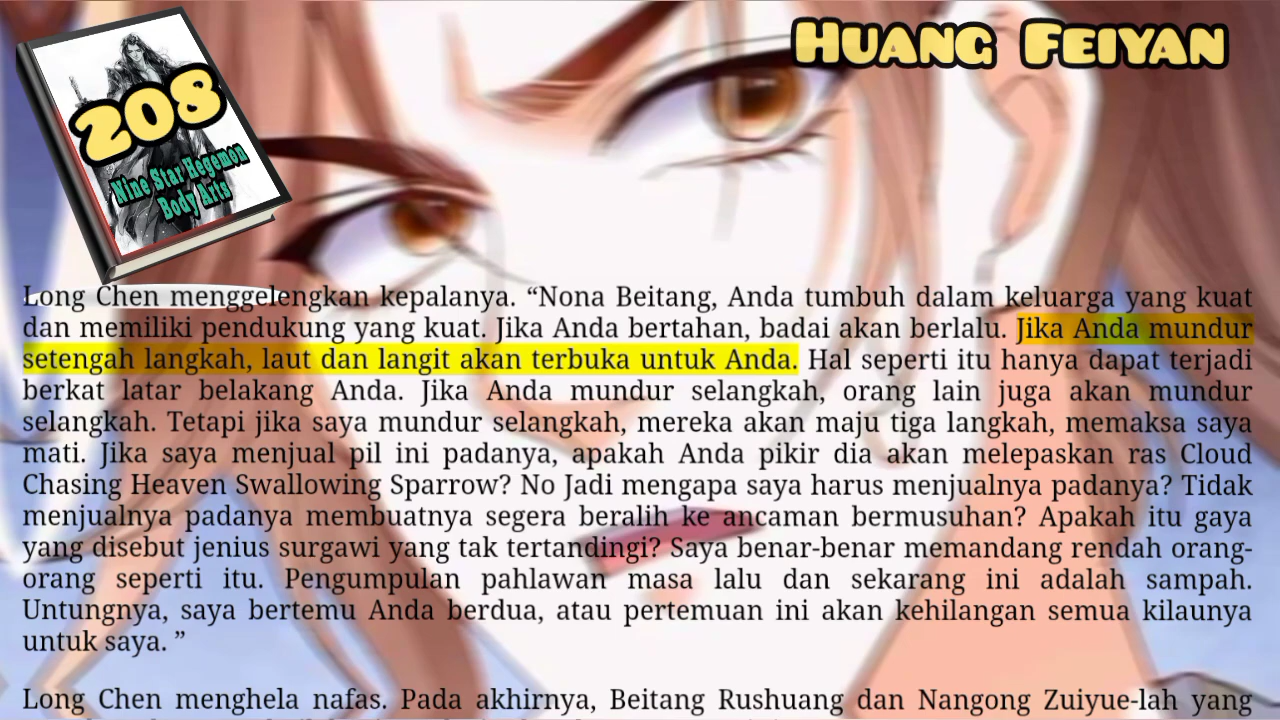 Huang Feiyan
208
Nine Star Hegemon
Body Arts
Long Chen menggelengkan kepalanya. “Nona Beitang, Anda tumbuh dalam keluarga yang kuat
dan memiliki pendukung yang kuat. Jika Anda bertahan, badai akan berlalu. Jika Anda mundur
setengah langkah, laut dan langit akan terbuka untuk Anda. Hal seperti itu hanya dapat terjadi
berkat latar belakang Anda. Jika Anda mundur selangkah, orang lain juga akan mundur
selangkah. Tetapi jika saya mundur selangkah, mereka akan maju tiga langkah, memaksa saya
mati. Jika saya menjual pil ini padanya, apakah Anda pikir dia akan melepaskan ras Cloud
Chasing Heaven Swallowing Sparrow? No Jadi mengapa saya harus menjualnya padanya? Tidak
menjualnya padanya membuatnya segera beralih ke ancaman bermusuhan? Apakah itu gaya
yang disebut jenius surgawi yang tak tertandingi? Saya benar-benar memandang rendah orang-
orang seperti itu. Pengumpulan pahlawan masa lalu dan sekarang ini adalah sampah.
Untungnya, saya bertemu Anda berdua, atau pertemuan ini akan kehilangan semua kilaunya
untuk saya. ”
Long Chen menghela nafas. Pada akhirnya, Beitang Rushuang dan Nangong Zuiyue-lah yang